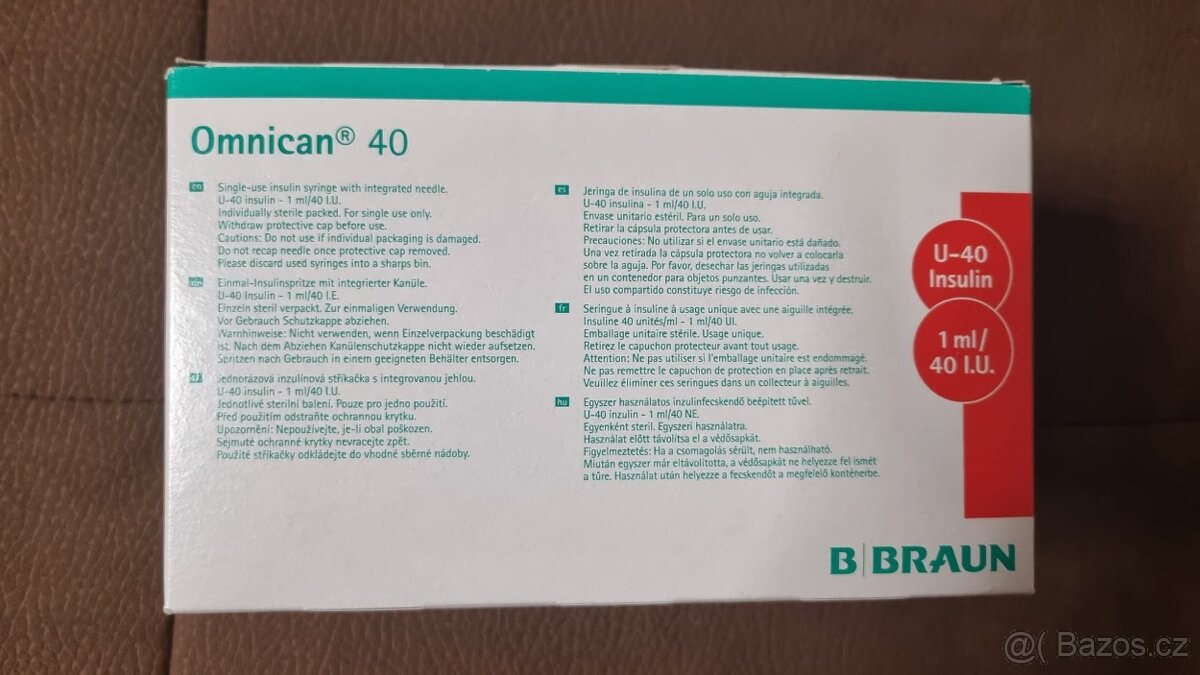 Omnican® 40
en Single-use insulin syringe with integrated needle.
U-40 insulin - 1 ml/40 I.U.
Individually sterile packed. For single use only.
Withdraw protective cap before use.
Cautions: Do not use if individual packaging is damaged.
Do not recap needle once protective cap removed.
Please discard used syringes into a sharps bin.
de Einmal-Insulinspritze mit integrierter Kanüle.
U-40 Insulin - 1 ml/40 I.E.
Einzeln steril verpackt. Zur einmaligen Verwendung.
Vor Gebrauch Schutzkappe abziehen.
Warnhinweise: Nicht verwenden, wenn Einzelverpackung beschädigt
ist. Nach dem Abziehen Kanülenschutzkappe nicht wieder aufsetzen.
Spritzen nach Gebrauch in einem geeigneten Behälter entsorgen.
Jednorázová inzulinová stříkačka s integrovanou jehlou.
U-40 insulin - 1 ml/40 I.U.
Jednotlivé sterilní balení. Pouze pro jedno použití.
Před použitím odstraňte ochrannou krytku.
Upozornění: Nepoužívejte, je-li obal poškozen.
Sejmuté ochranné krytky nevracejte zpět.
Použité stříkačky odkládejte do vhodné sběrné nádoby.
es Jeringa de insulina de un solo uso con aguja integrada.
U-40 insulina - 1 ml/40 I.U.
Envase unitario estéril. Para un solo uso.
Retirar la cápsula protectora antes de usar.
Precauciones: No utilizar si el envase unitario está dañado.
Una vez retirada la cápsula protectora no volver a colocarla
sobre la aguja. Por favor, desechar las jeringas utilizadas
en un contenedor para objetos punzantes. Usar una vez y destruir.
El uso compartido constituye riesgo de infección.
fr Seringue à insuline à usage unique avec une aiguille intégrée.
Insuline 40 unités/ml - 1 ml/40 UI.
Emballage unitaire stérile. Usage unique.
Retirez le capuchon protecteur avant tout usage.
Attention: Ne pas utiliser si l'emballage unitaire est endommagé.
Ne pas remettre le capuchon de protection en place après retrait.
Veuillez éliminer ces seringues dans un collecteur à aiguilles.
hu Egyszer használatos inzulinfecskendő beépített tűvel.
U-40 inzulin - 1 ml/40 NE.
Egyenként steril. Egyszeri használatra.
Használat előtt távolítsa el a védősapkát.
Figyelmeztetés: Ha a csomagolás sérült, nem használható.
Miután egyszer már eltávolította, a védősapkát ne helyezze fel ismét
a tűre. Használat után helyezze a fecskendőt a megfelelő konténerbe.
U-40
Insulin
1 ml/
40 I.U.
B BRAUN
@( Bazos.cz